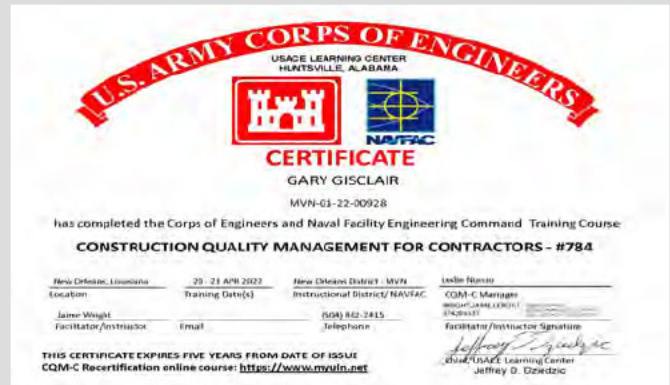 U.S. ARMY CORPS OF ENGINEERS
USACE LEARNING CENTER
HUNTSVILLE, ALABAMA
NAVFAC
CERTIFICATE
GARY GISCLAIR
MVN-01-22-00928
has completed the Corps of Engineers and Naval Facility Engineering Command Training Course
CONSTRUCTION QUALITY MANAGEMENT FOR CONTRACTORS - #784
New Orleans, Louisiana APR 2022 New Orleans District - MVN Leslie
Location Training Date(s) Instructional District/ NAVFAC CQM-C Manager
Jaime Wright (504) 862-2415
Facilitator/Instructor Email Telephone Facilitator/Instructor Signature
THIS CERTIFICATE EXPIRES FIVE YEARS FROM DATE OF ISSUE
CQM-C Recertification online course: https://www.myuln.net
Chief, USACE Learning Center
Jeffrey D. Dziedzic